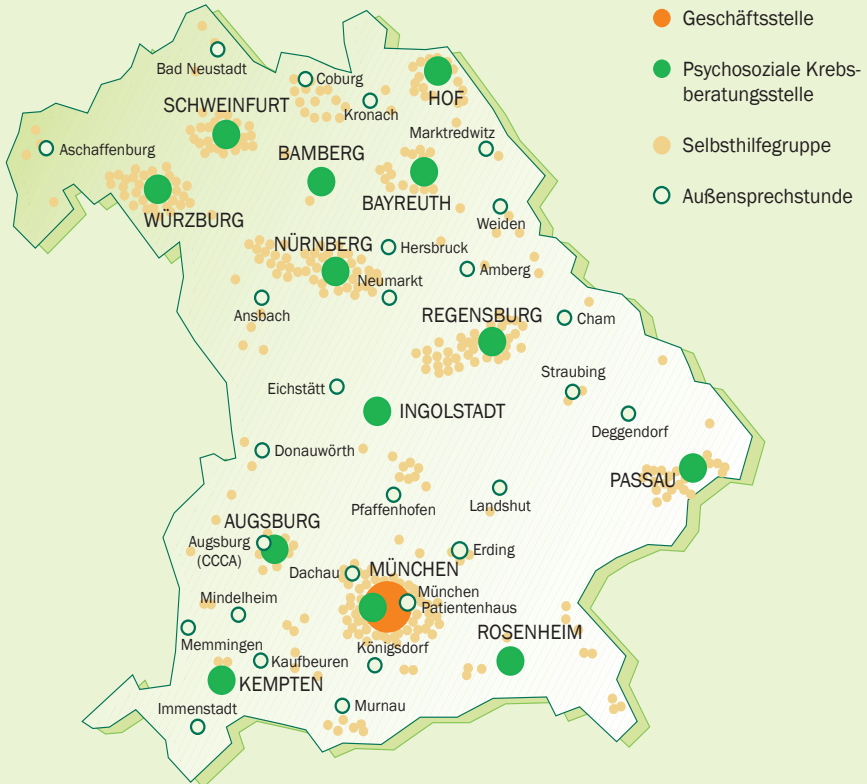 Geschäftsstelle
Psychosoziale Krebs-
beratungsstelle
Selbsthilfegruppe
Außensprechstunde
Bad Neustadt
Coburg
HOF
SCHWEINFURT
Kronach
Marktredwitz
Aschaffenburg
BAMBERG
BAYREUTH
WÜRZBURG
Weiden
NÜRNBERG
Hersbruck
Amberg
Neumarkt
Ansbach
REGENSBURG
Cham
Straubing
Eichstätt
INGOLSTADT
Deggendorf
Donauwörth
PASSAU
Pfaffenhofen
Landshut
AUGSBURG
Augsburg
(CCCA)
Erding
Dachau
MÜNCHEN
München
Patientenhaus
Mindelheim
ROSENHEIM
Memmingen
Königsdorf
Kaufbeuren
KEMPTEN
Immenstadt
Murnau